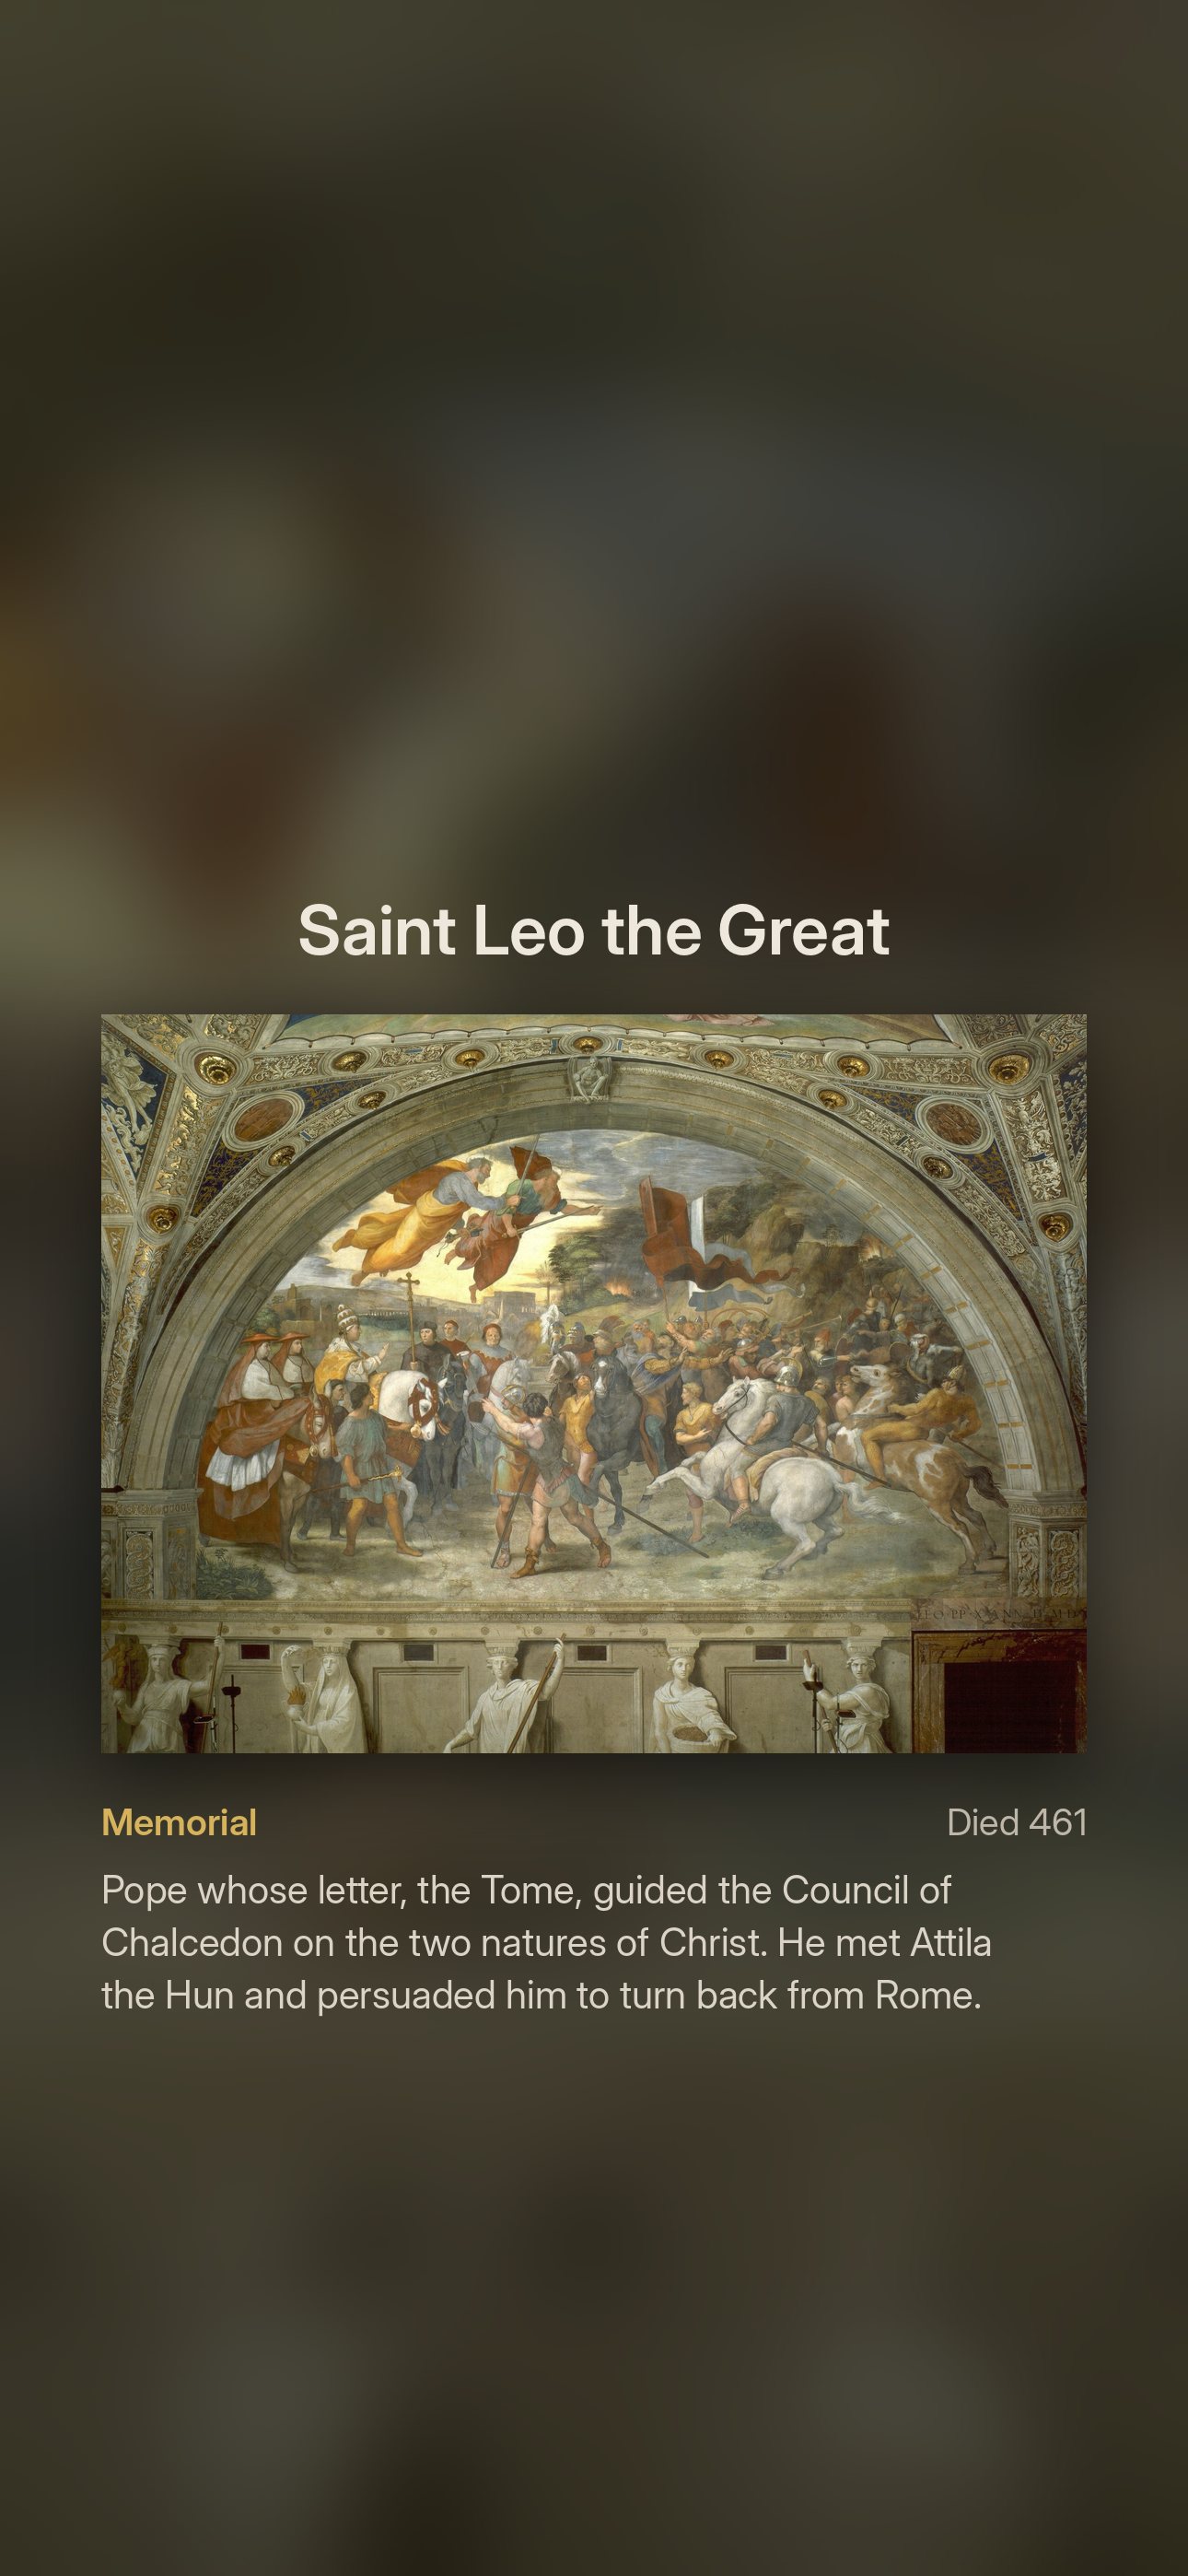 Saint Leo the Great
Memorial
Died 461
Pope whose letter, the Tome, guided the Council of
Chalcedon on the two natures of Christ. He met Attila
the Hun and persuaded him to turn back from Rome.